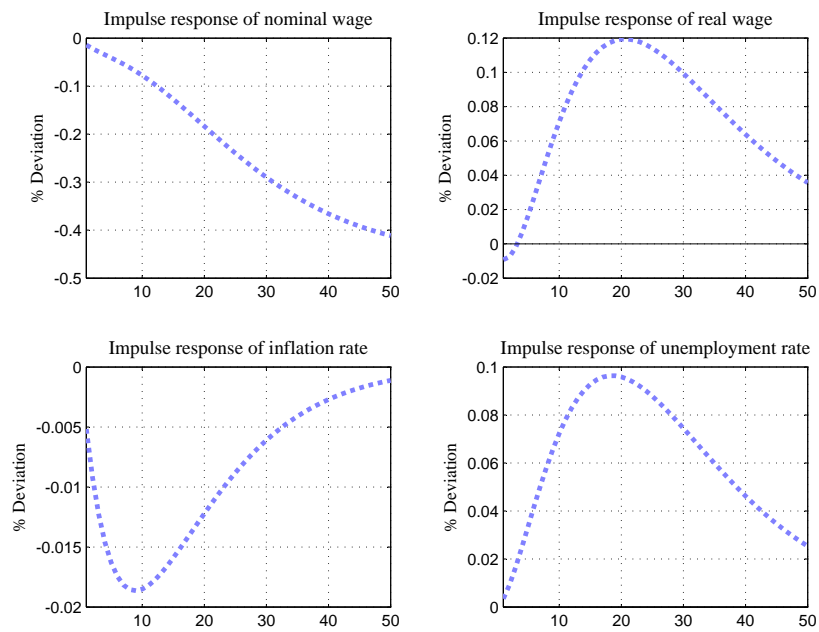 Impulse response of nominal wage
0
-0.1
-0.2
-0.3
-0.4
-0.5
% Deviation
10 20 30 40 50
Impulse response of real wage
0.12
0.1
0.08
0.06
0.04
0.02
0
-0.02
% Deviation
10 20 30 40 50
Impulse response of inflation rate
0
-0.005
-0.01
-0.015
-0.02
% Deviation
10 20 30 40 50
Impulse response of unemployment rate
0.1
0.08
0.06
0.04
0.02
0
% Deviation
10 20 30 40 50